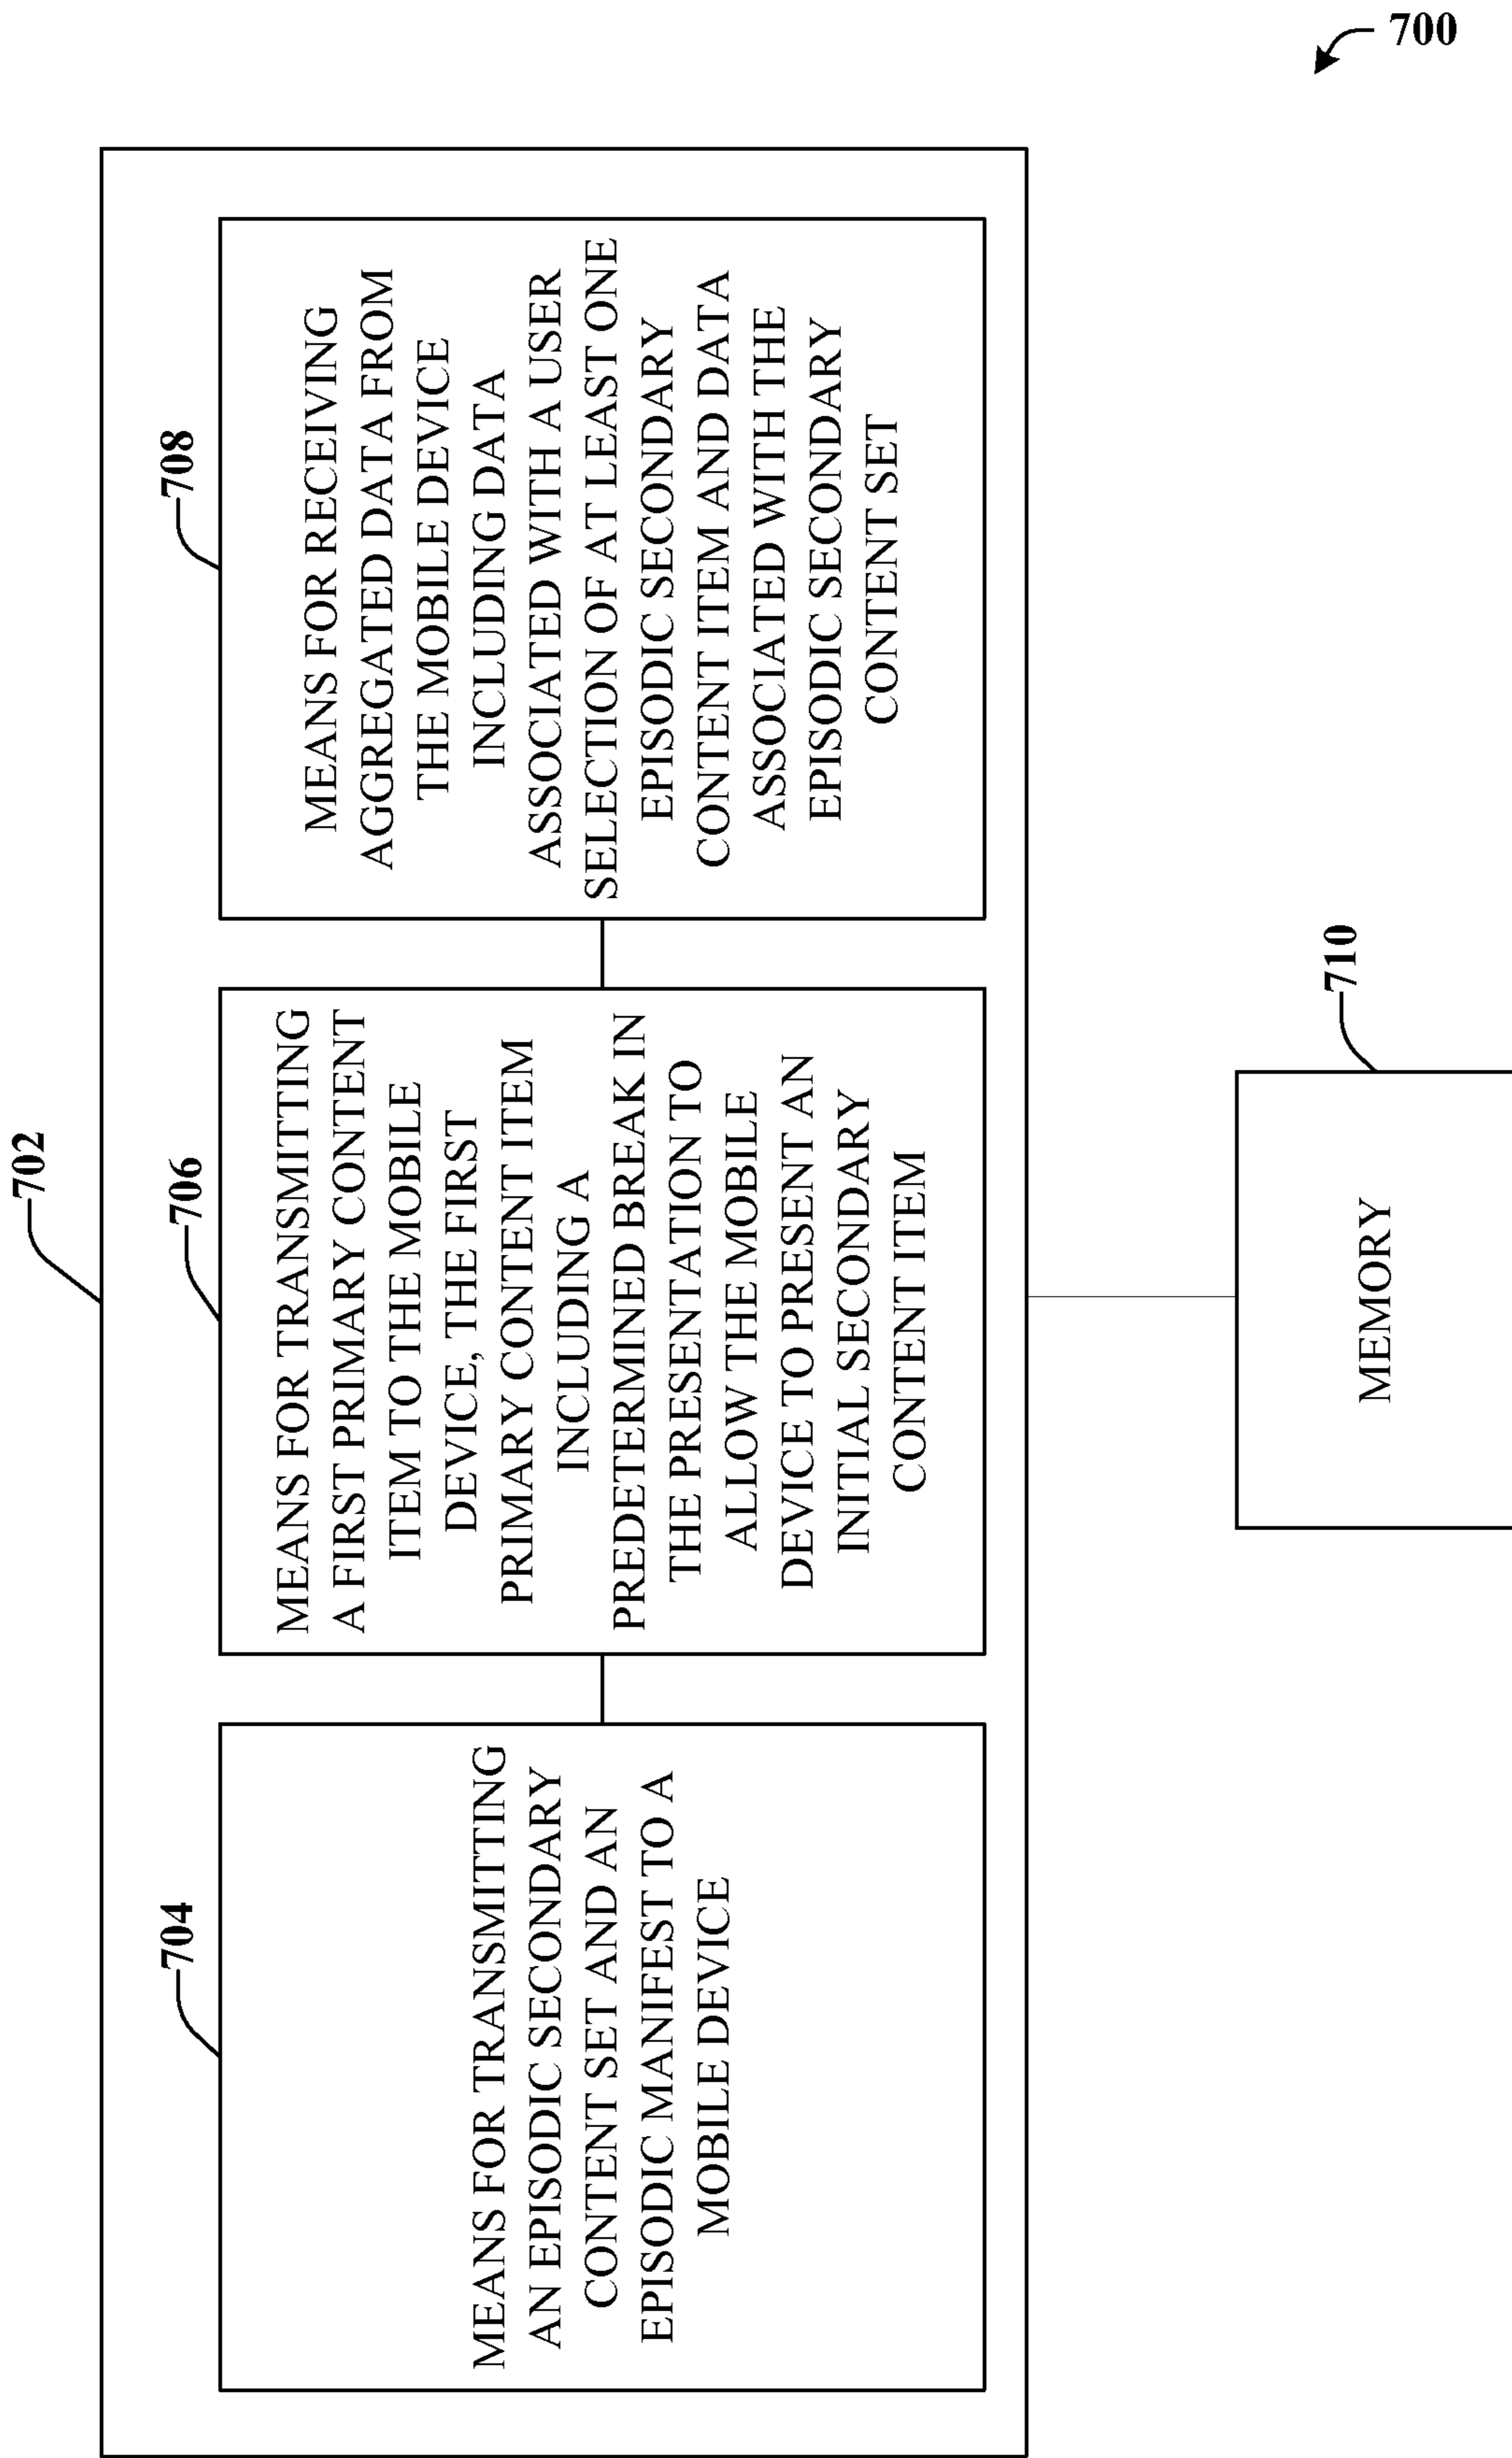 700
702
704
MEANS FOR TRANSMITTING
AN EPISODIC SECONDARY
CONTENT SET AND AN
EPISODIC MANIFEST TO A
MOBILE DEVICE
706
MEANS FOR TRANSMITTING
A FIRST PRIMARY CONTENT
ITEM TO THE MOBILE
DEVICE, THE FIRST
PRIMARY CONTENT ITEM
INCLUDING A
PREDETERMINED BREAK IN
THE PRESENTATION TO
ALLOW THE MOBILE
DEVICE TO PRESENT AN
INITIAL SECONDARY
CONTENT ITEM
708
MEANS FOR RECEIVING
AGGREGATED DATA FROM
THE MOBILE DEVICE
INCLUDING DATA
ASSOCIATED WITH A USER
SELECTION OF AT LEAST ONE
EPISODIC SECONDARY
CONTENT ITEM AND DATA
ASSOCIATED WITH THE
EPISODIC SECONDARY
CONTENT SET
710
MEMORY